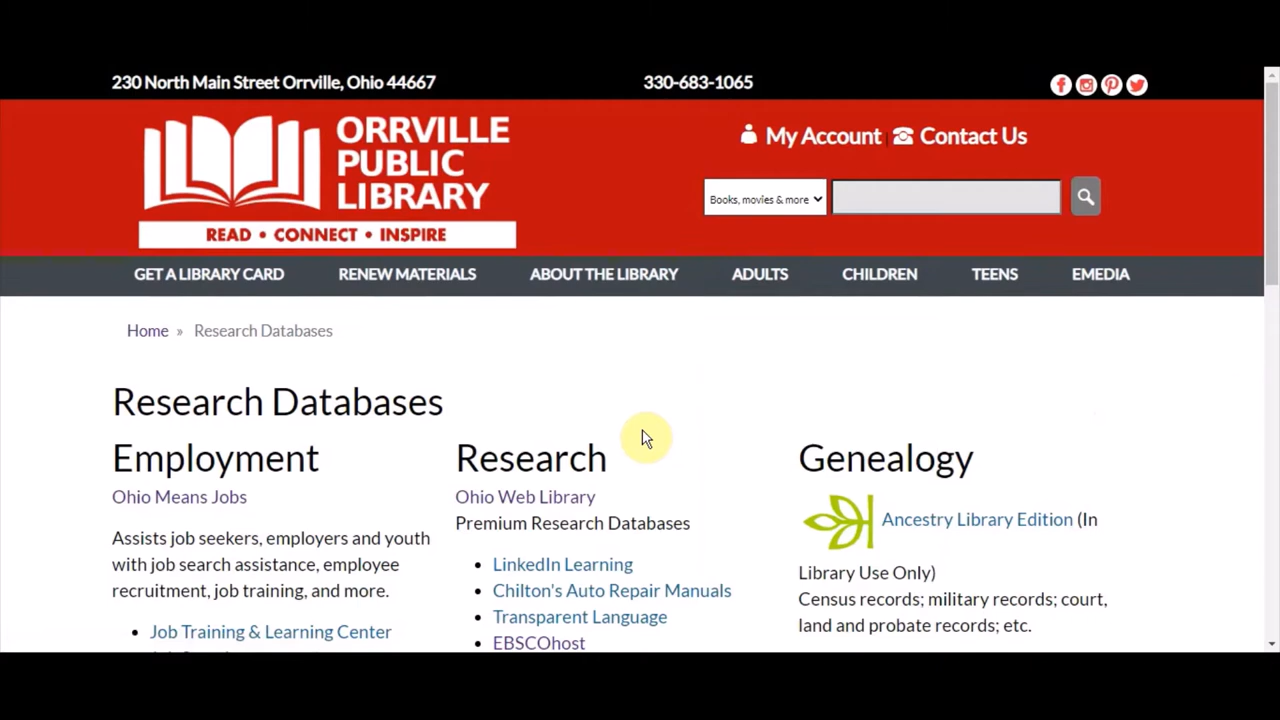 230 North Main Street Orrville, Ohio 44667
330-683-1065
ORRVILLE
PUBLIC
LIBRARY
READ • CONNECT • INSPIRE
My Account
Contact Us
Books, movies & more
GET A LIBRARY CARD
RENEW MATERIALS
ABOUT THE LIBRARY
ADULTS
CHILDREN
TEENS
EMEDIA
Home » Research Databases
Research Databases
Employment
Ohio Means Jobs
Assists job seekers, employers and youth
with job search assistance, employee
recruitment, job training, and more.
• Job Training & Learning Center
Research
Ohio Web Library
Premium Research Databases
• LinkedIn Learning
• Chilton's Auto Repair Manuals
• Transparent Language
• EBSCOhost
Genealogy
Ancestry Library Edition (In
Library Use Only)
Census records; military records; court,
land and probate records; etc.